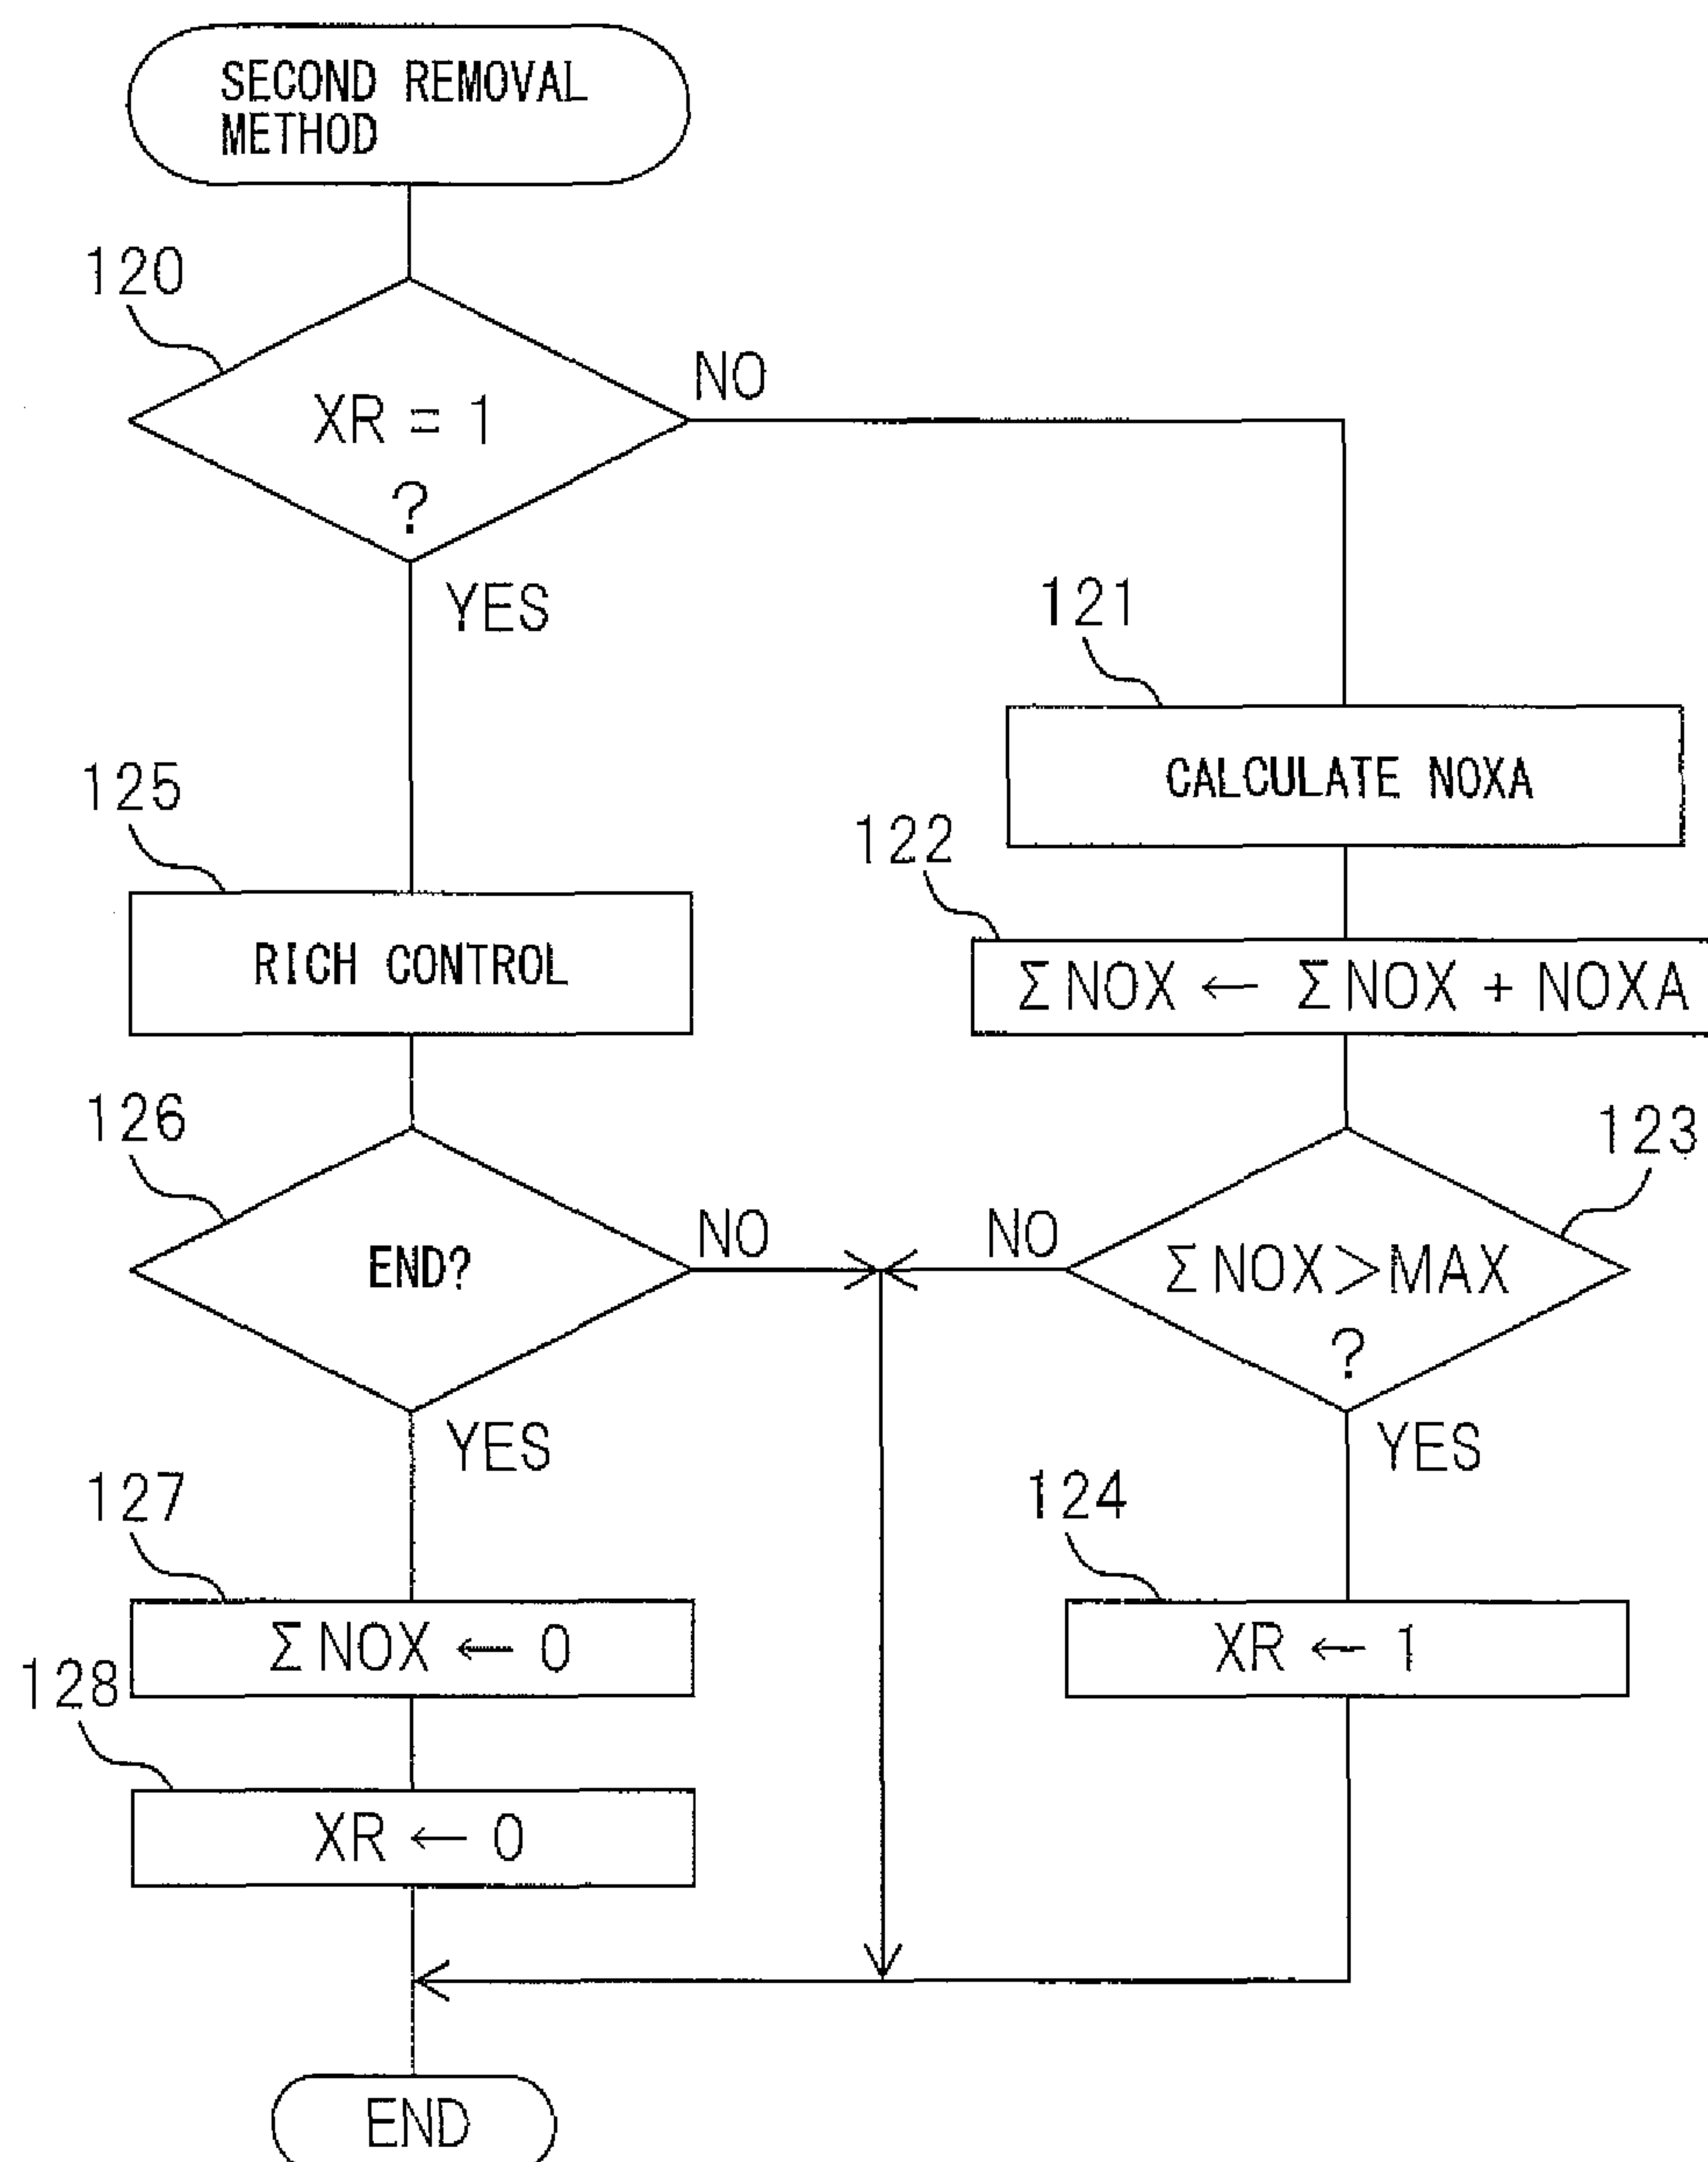 SECOND REMOVAL
METHOD
120
XR = 1
?
NO
YES
121
CALCULATE NOXA
122
ΣNOX ← ΣNOX + NOXA
125
RICH CONTROL
126
END?
NO
YES
123
ΣNOX>MAX
?
NO
YES
127
ΣNOX ← 0
124
XR ← 1
128
XR ← 0
END